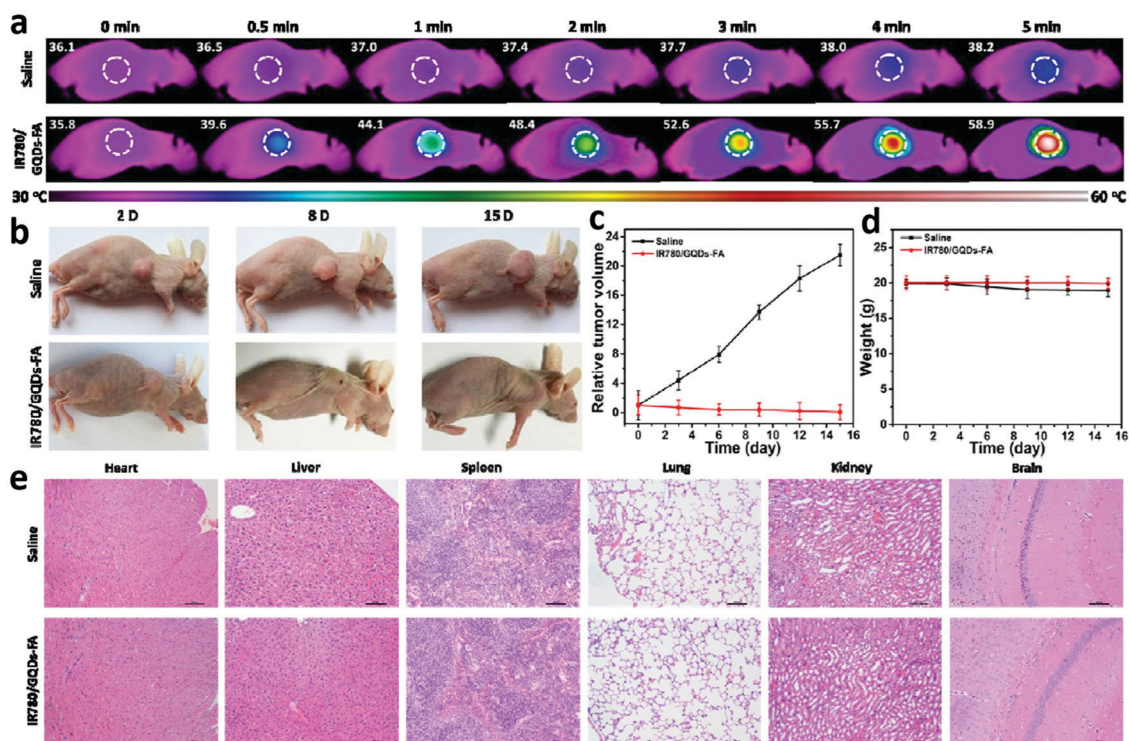 a
0 min 0.5 min 1 min 2 min 3 min 4 min 5 min
Saline
36.1 36.5 37.0 37.4 37.7 38.0 38.2
IR780/
GQDs-FA
35.8 39.6 44.1 48.4 52.6 55.7 58.9
30 °C 60 °C
b
2 D 8 D 15 D
Saline
IR780/GQDs-FA
c
Relative tumor volume
24
20
16
12
8
4
0
Saline
IR780/GQDs-FA
0 2 4 6 8 10 12 14 16
Time (day)
d
Weight (g)
25
20
15
10
5
0
Saline
IR780/GQDs-FA
0 2 4 6 8 10 12 14 16
Time (day)
e
Heart Liver Spleen Lung Kidney Brain
Saline
IR780/GQDs-FA